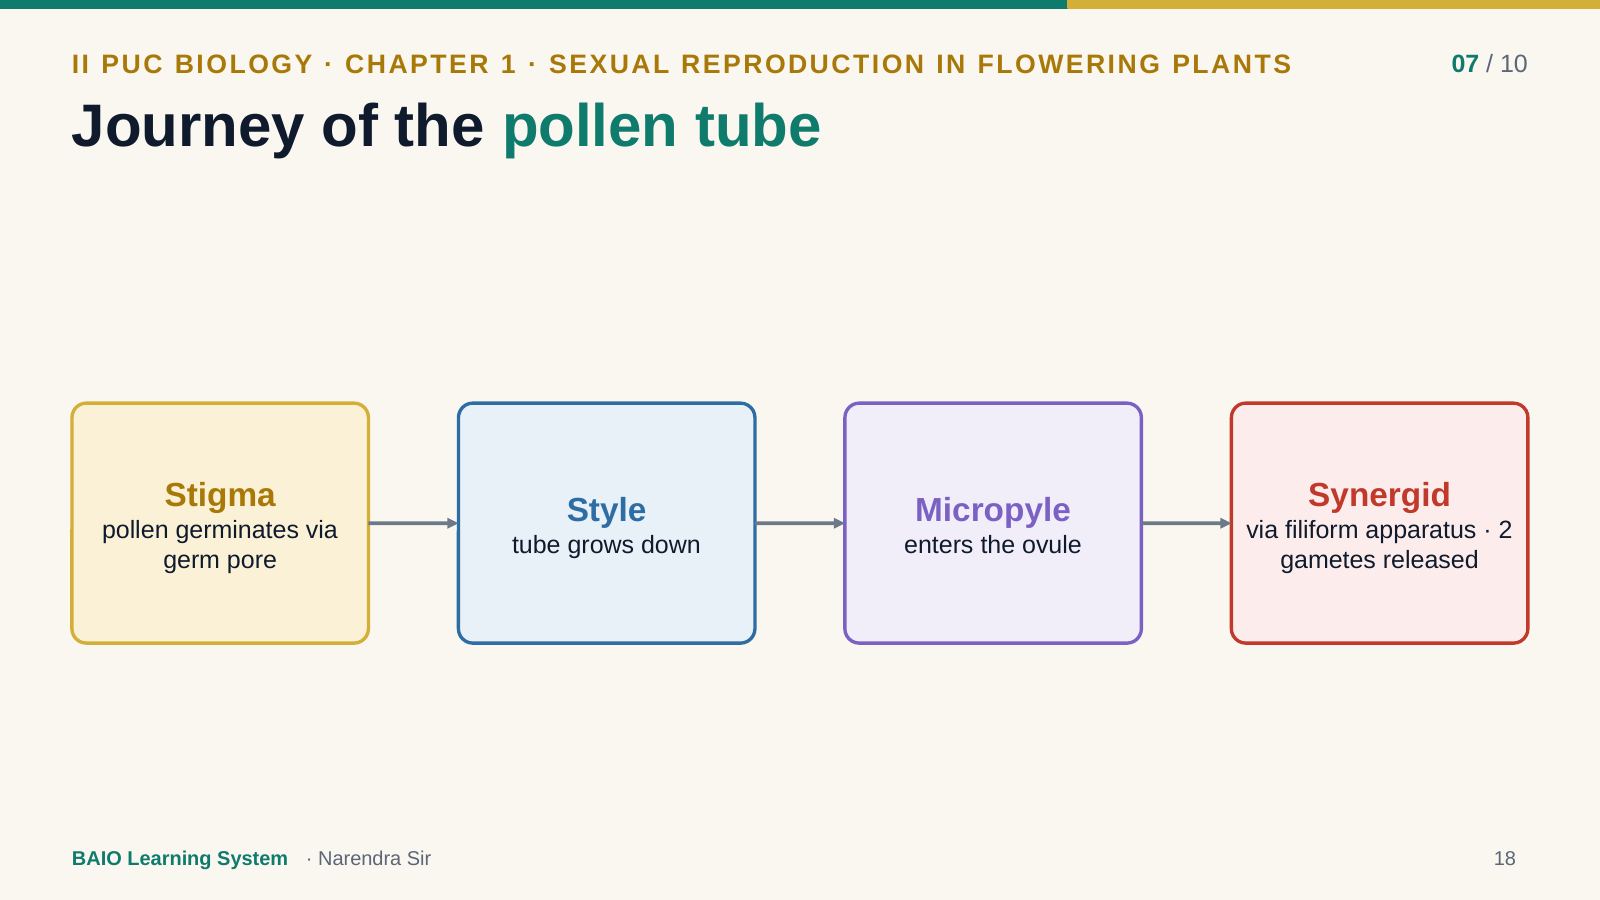 II PUC BIOLOGY · CHAPTER 1 · SEXUAL REPRODUCTION IN FLOWERING PLANTS
07 / 10
Journey of the pollen tube
Stigma
pollen germinates via
germ pore
Style
tube grows down
Micropyle
enters the ovule
Synergid
via filiform apparatus · 2
gametes released
BAIO Learning System · Narendra Sir
18